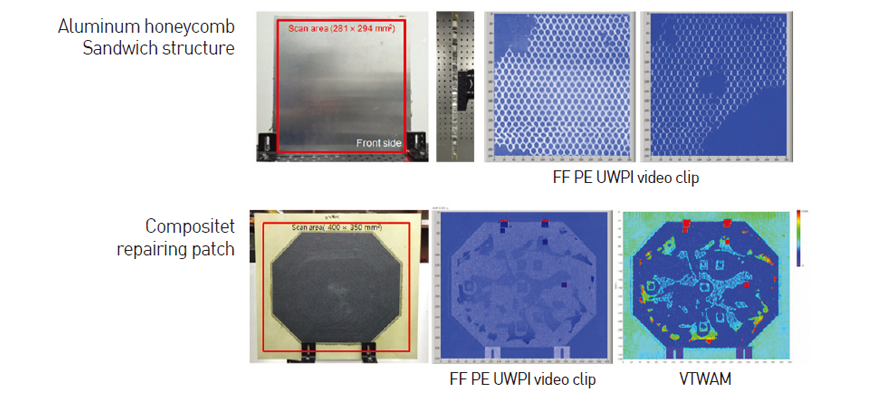 Aluminum honeycomb
Sandwich structure
Scan area (281 × 294 mm²)
Front side
FF PE UWPI video clip
Compositet
repairing patch
Scan area( 400 × 350 mm²)
FF PE UWPI video clip
VTWAM